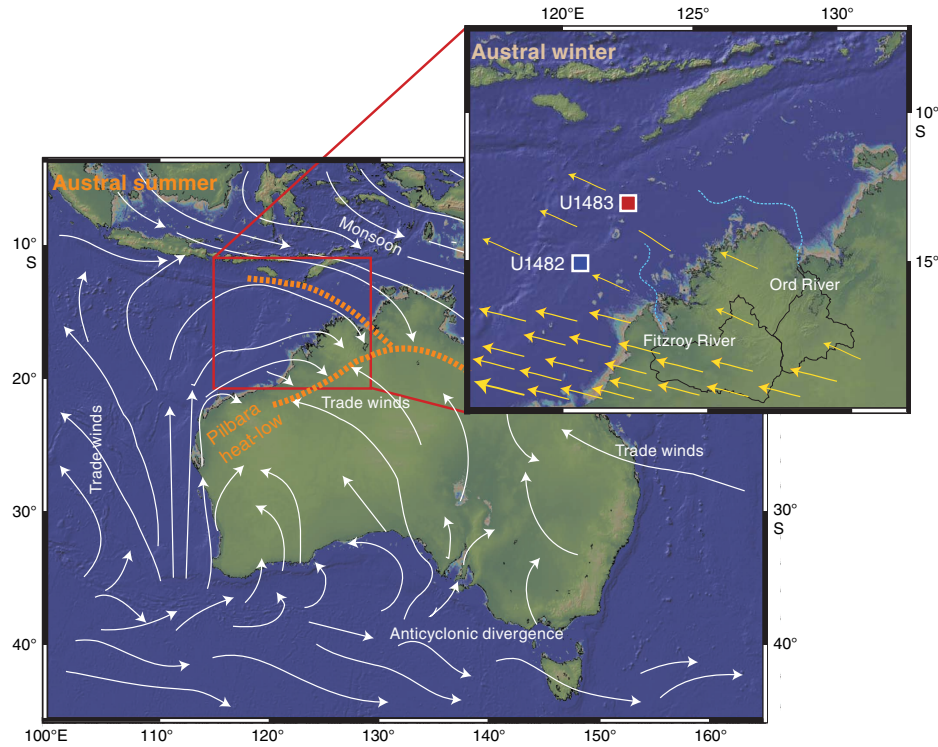 120°E
125°
130°
Austral winter
10°
S
U1483
U1482
15°
Ord River
Fitzroy River
Austral summer
Monsoon
10°
S
20°
Trade winds
Pilbara
heat-low
Trade winds
Trade winds
30°
30°
S
40°
Anticyclonic divergence
40°
100°E
110°
120°
130°
140°
150°
160°